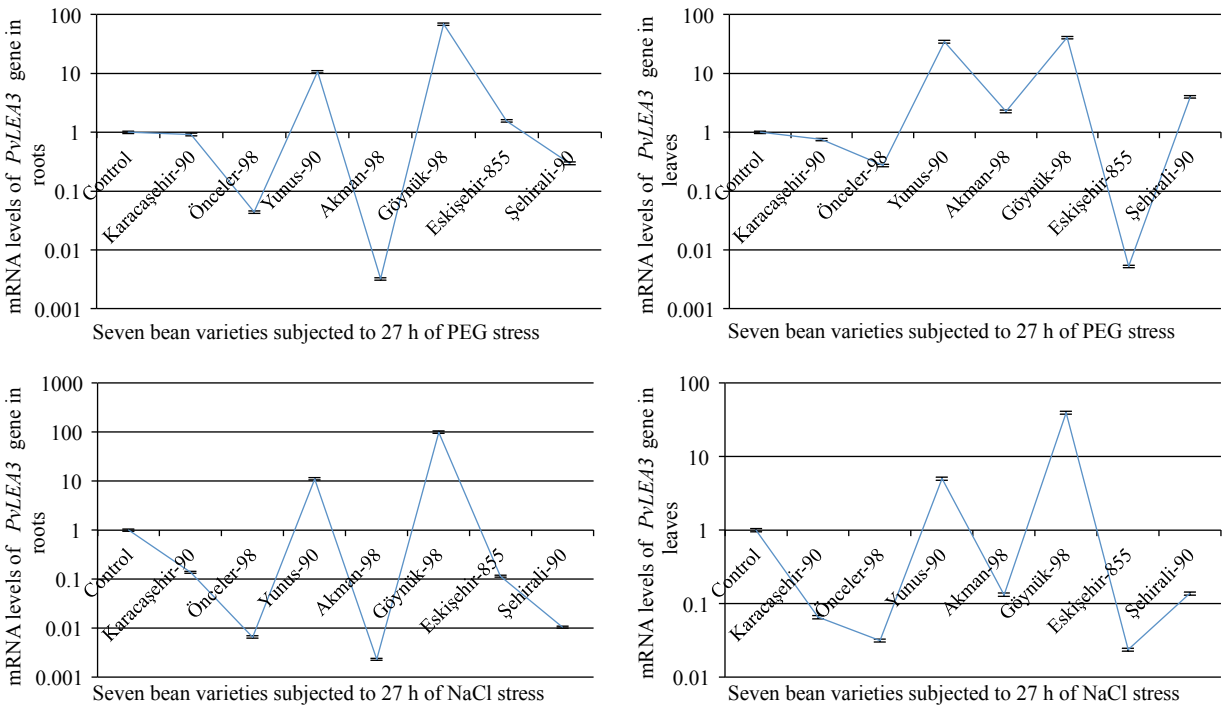 mRNA levels of PvLEA3 gene in
roots
100
10
1
0.1
0.01
0.001
Control
Karacaşehir-90
Önceler-98
Yunus-90
Akman-98
Göynük-98
Eskişehir-855
Şehirali-90
Seven bean varieties subjected to 27 h of PEG stress
mRNA levels of PvLEA3 gene in
leaves
100
10
1
0.1
0.01
0.001
Control
Karacaşehir-90
Önceler-98
Yunus-90
Akman-98
Göynük-98
Eskişehir-855
Şehirali-90
Seven bean varieties subjected to 27 h of PEG stress
mRNA levels of PvLEA3 gene in
roots
1000
100
10
1
0.1
0.01
0.001
Control
Karacaşehir-90
Önceler-98
Yunus-90
Akman-98
Göynük-98
Eskişehir-855
Şehirali-90
Seven bean varieties subjected to 27 h of NaCl stress
mRNA levels of PvLEA3 gene in
leaves
100
10
1
0.1
0.01
Control
Karacaşehir-90
Önceler-98
Yunus-90
Akman-98
Göynük-98
Eskişehir-855
Şehirali-90
Seven bean varieties subjected to 27 h of NaCl stress